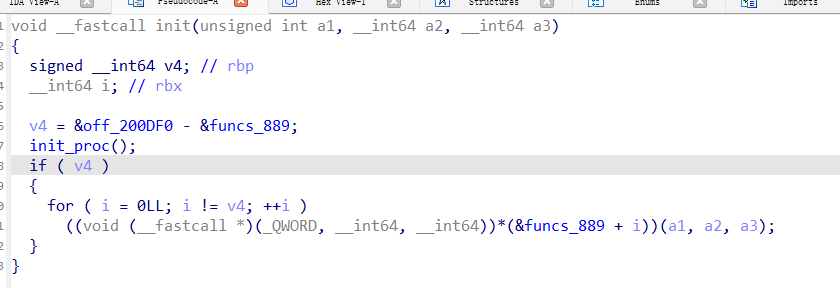 IDA View-A Pseudocode-A Hex View-1 Structures Enums Imports
void __fastcall init(unsigned int a1, __int64 a2, __int64 a3)
{
signed __int64 v4; // rbp
__int64 i; // rbx
v4 = &off_200DF0 - &funcs_889;
init_proc();
if ( v4 )
{
for ( i = 0LL; i != v4; ++i )
((void (__fastcall *)(_QWORD, __int64, __int64))*(&funcs_889 + i))(a1, a2, a3);
}
}